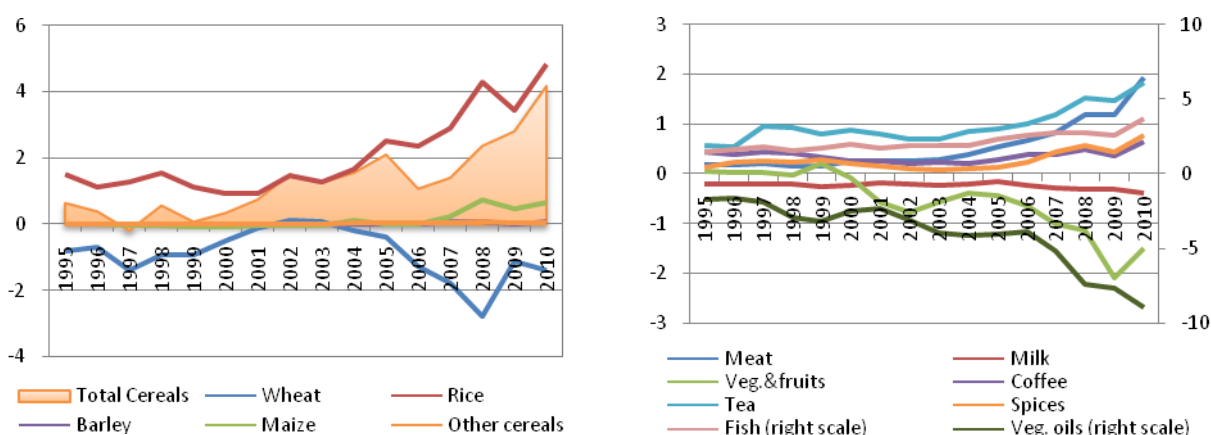 6
4
2
0
-2
-4
1995 1996 1997 1998 1999 2000 2001 2002 2003 2004 2005 2006 2007 2008 2009 2010
Total Cereals Wheat Rice
Barley Maize Other cereals
3
2
1
0
-1
-2
-3
10
5
0
-5
-10
1995 1996 1997 1998 1999 2000 2001 2002 2003 2004 2005 2006 2007 2008 2009 2010
Meat Milk
Veg.&fruits Coffee
Tea Spices
Fish (right scale) Veg. oils (right scale)